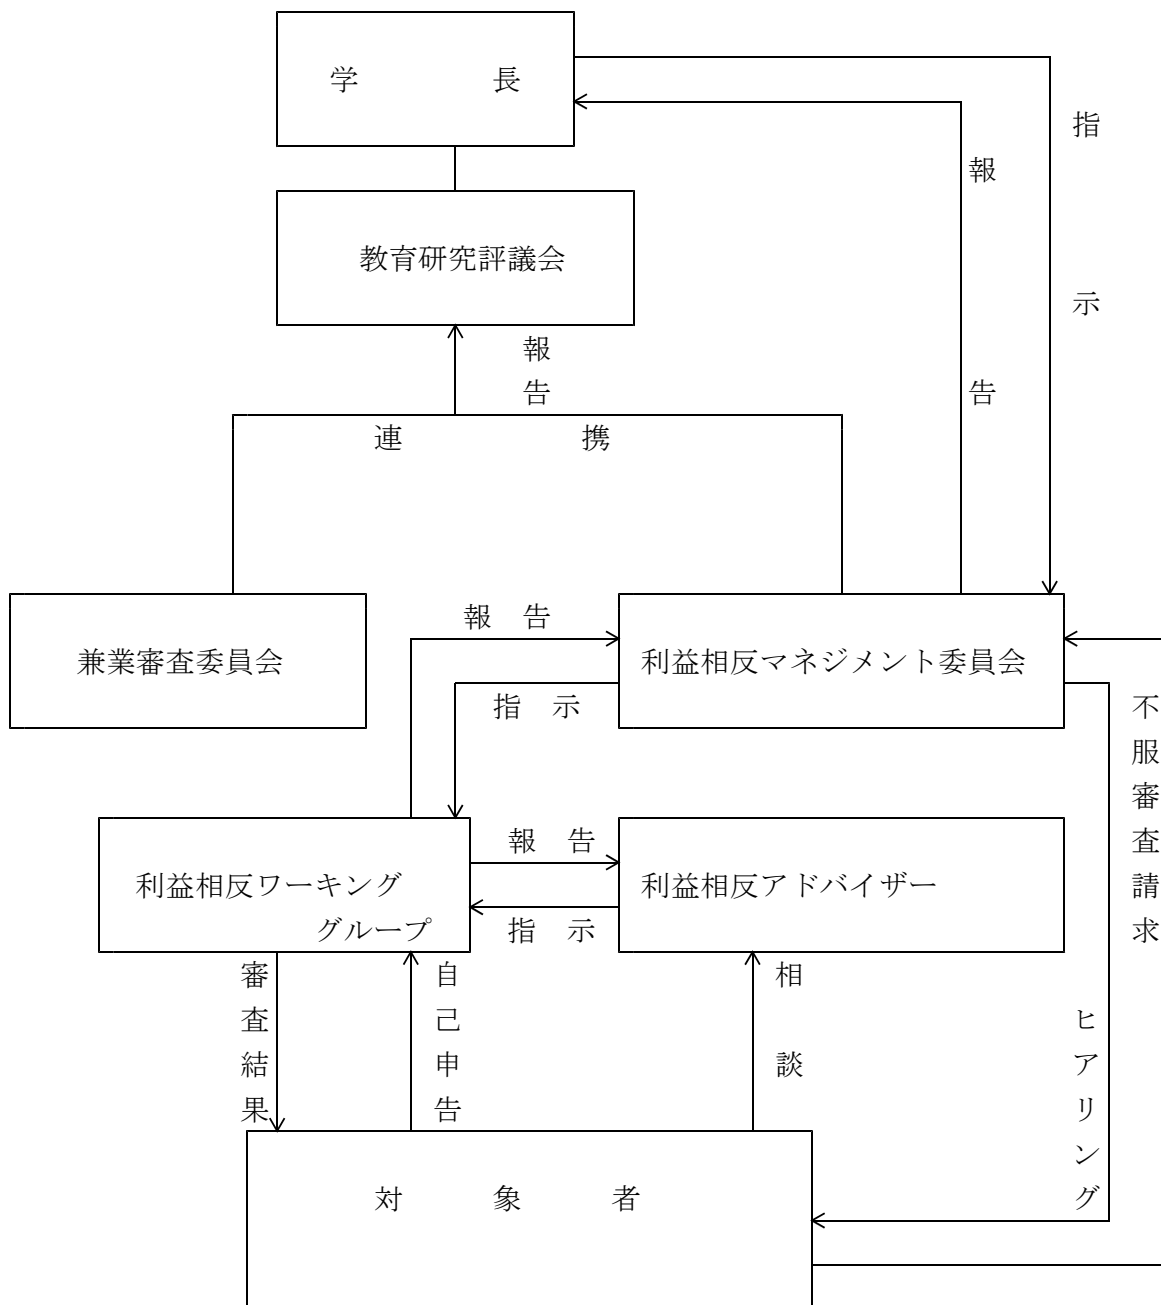 学　長
指　示
報　告
教育研究評議会
報告
連　携
兼業審査委員会
報　告
利益相反マネジメント委員会
指　示
不服審査請求
報　告
利益相反ワーキング
グループ
利益相反アドバイザー
指　示
審査結果
自己申告
相　談
ヒアリング
対　象　者